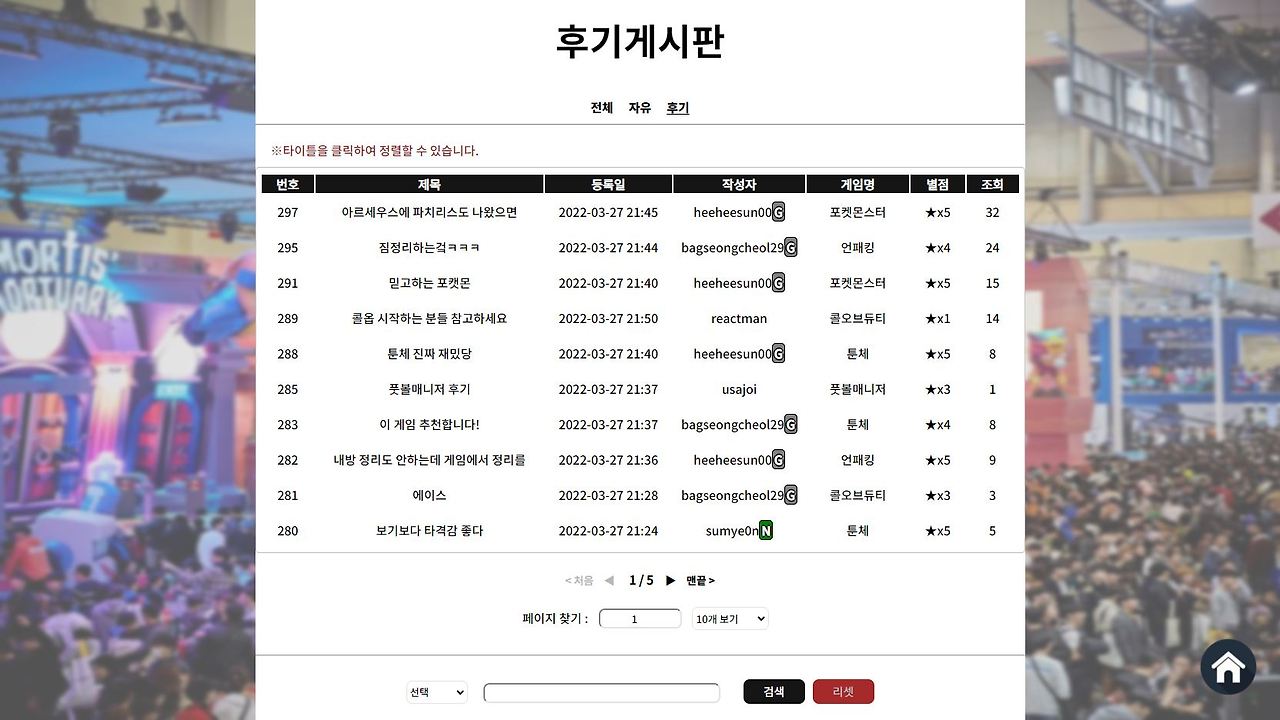 후기게시판
전체 자유 후기
※타이틀을 클릭하여 정렬할 수 있습니다.
번호 제목 등록일 작성자 게임명 별점 조회
297 아르세우스에 파치리스도 나왔으면 2022-03-27 21:45 heeheesun00G 포켓몬스터 ★x5 32
295 짐정리하는겈ㅋㅋㅋ 2022-03-27 21:44 bagseongcheol29G 언패킹 ★x4 24
291 믿고하는 포캣몬 2022-03-27 21:40 heeheesun00G 포켓몬스터 ★x5 15
289 콜옵 시작하는 분들 참고하세요 2022-03-27 21:50 reactman 콜오브듀티 ★x1 14
288 툰체 진짜 재밌당 2022-03-27 21:40 heeheesun00G 툰체 ★x5 8
285 풋볼매니저 후기 2022-03-27 21:37 usajoi 풋볼매니저 ★x3 1
283 이 게임 추천합니다! 2022-03-27 21:37 bagseongcheol29G 툰체 ★x4 8
282 내방 정리도 안하는데 게임에서 정리를 2022-03-27 21:36 heeheesun00G 언패킹 ★x5 9
281 에이스 2022-03-27 21:28 bagseongcheol29G 콜오브듀티 ★x3 3
280 보기보다 타격감 좋다 2022-03-27 21:24 sumye0nN 툰체 ★x5 5
< 처음 ◀ 1 / 5 ▶ 맨끝 >
페이지 찾기 : 1 10개 보기
선택 검색 리셋
MORTIS'
MORTUARY